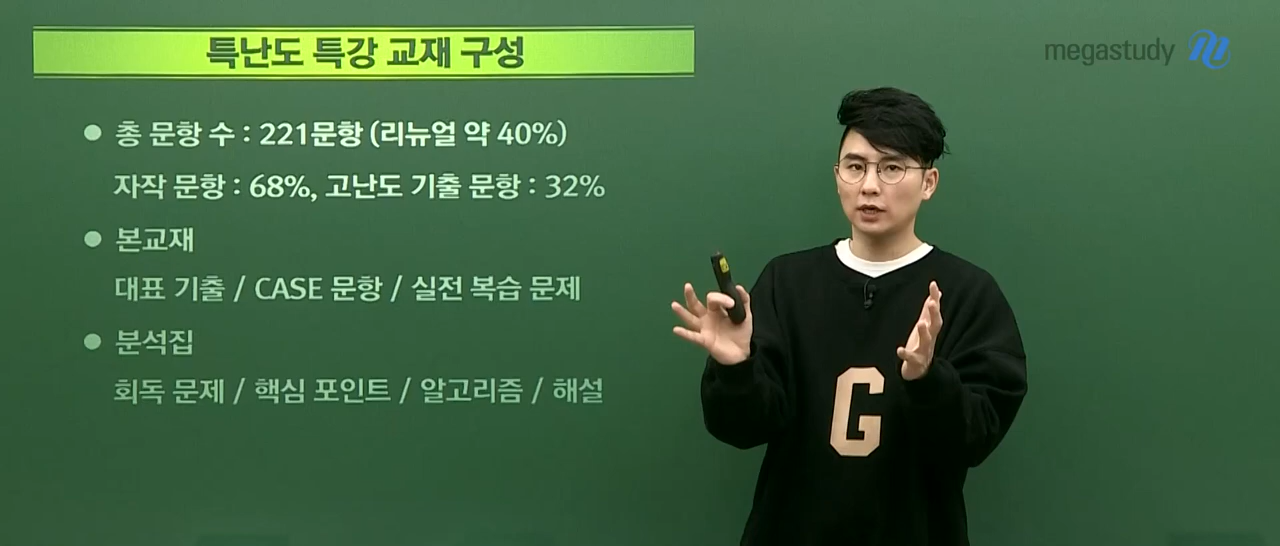 특난도 특강 교재 구성
megastudy
● 총 문항 수 : 221문항 (리뉴얼 약 40%)
자작 문항 : 68%, 고난도 기출 문항 : 32%
● 본교재
대표 기출 / CASE 문항 / 실전 복습 문제
● 분석집
회독 문제 / 핵심 포인트 / 알고리즘 / 해설
G